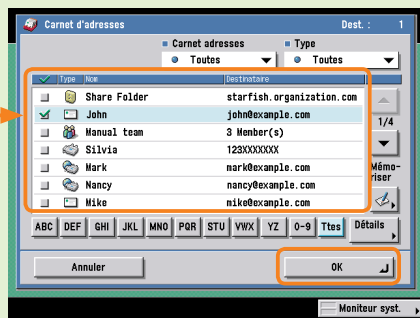 Carnet d'adresses Dest. : 1
Carnet adresses Type
Toutes Toutes
Type Nom Destinataire
Share Folder starfish.organization.com
John john@example.com
1/4
Manual team 3 Member(s)
Silvia 123XXXXXXX
Mark mark@example.com
Mémo-
riser
Nancy nancy@example.com
Mike mike@example.com
ABC DEF GHI JKL MNO PQR STU VWX YZ 0-9 Ttes Détails
Annuler OK
Moniteur syst.